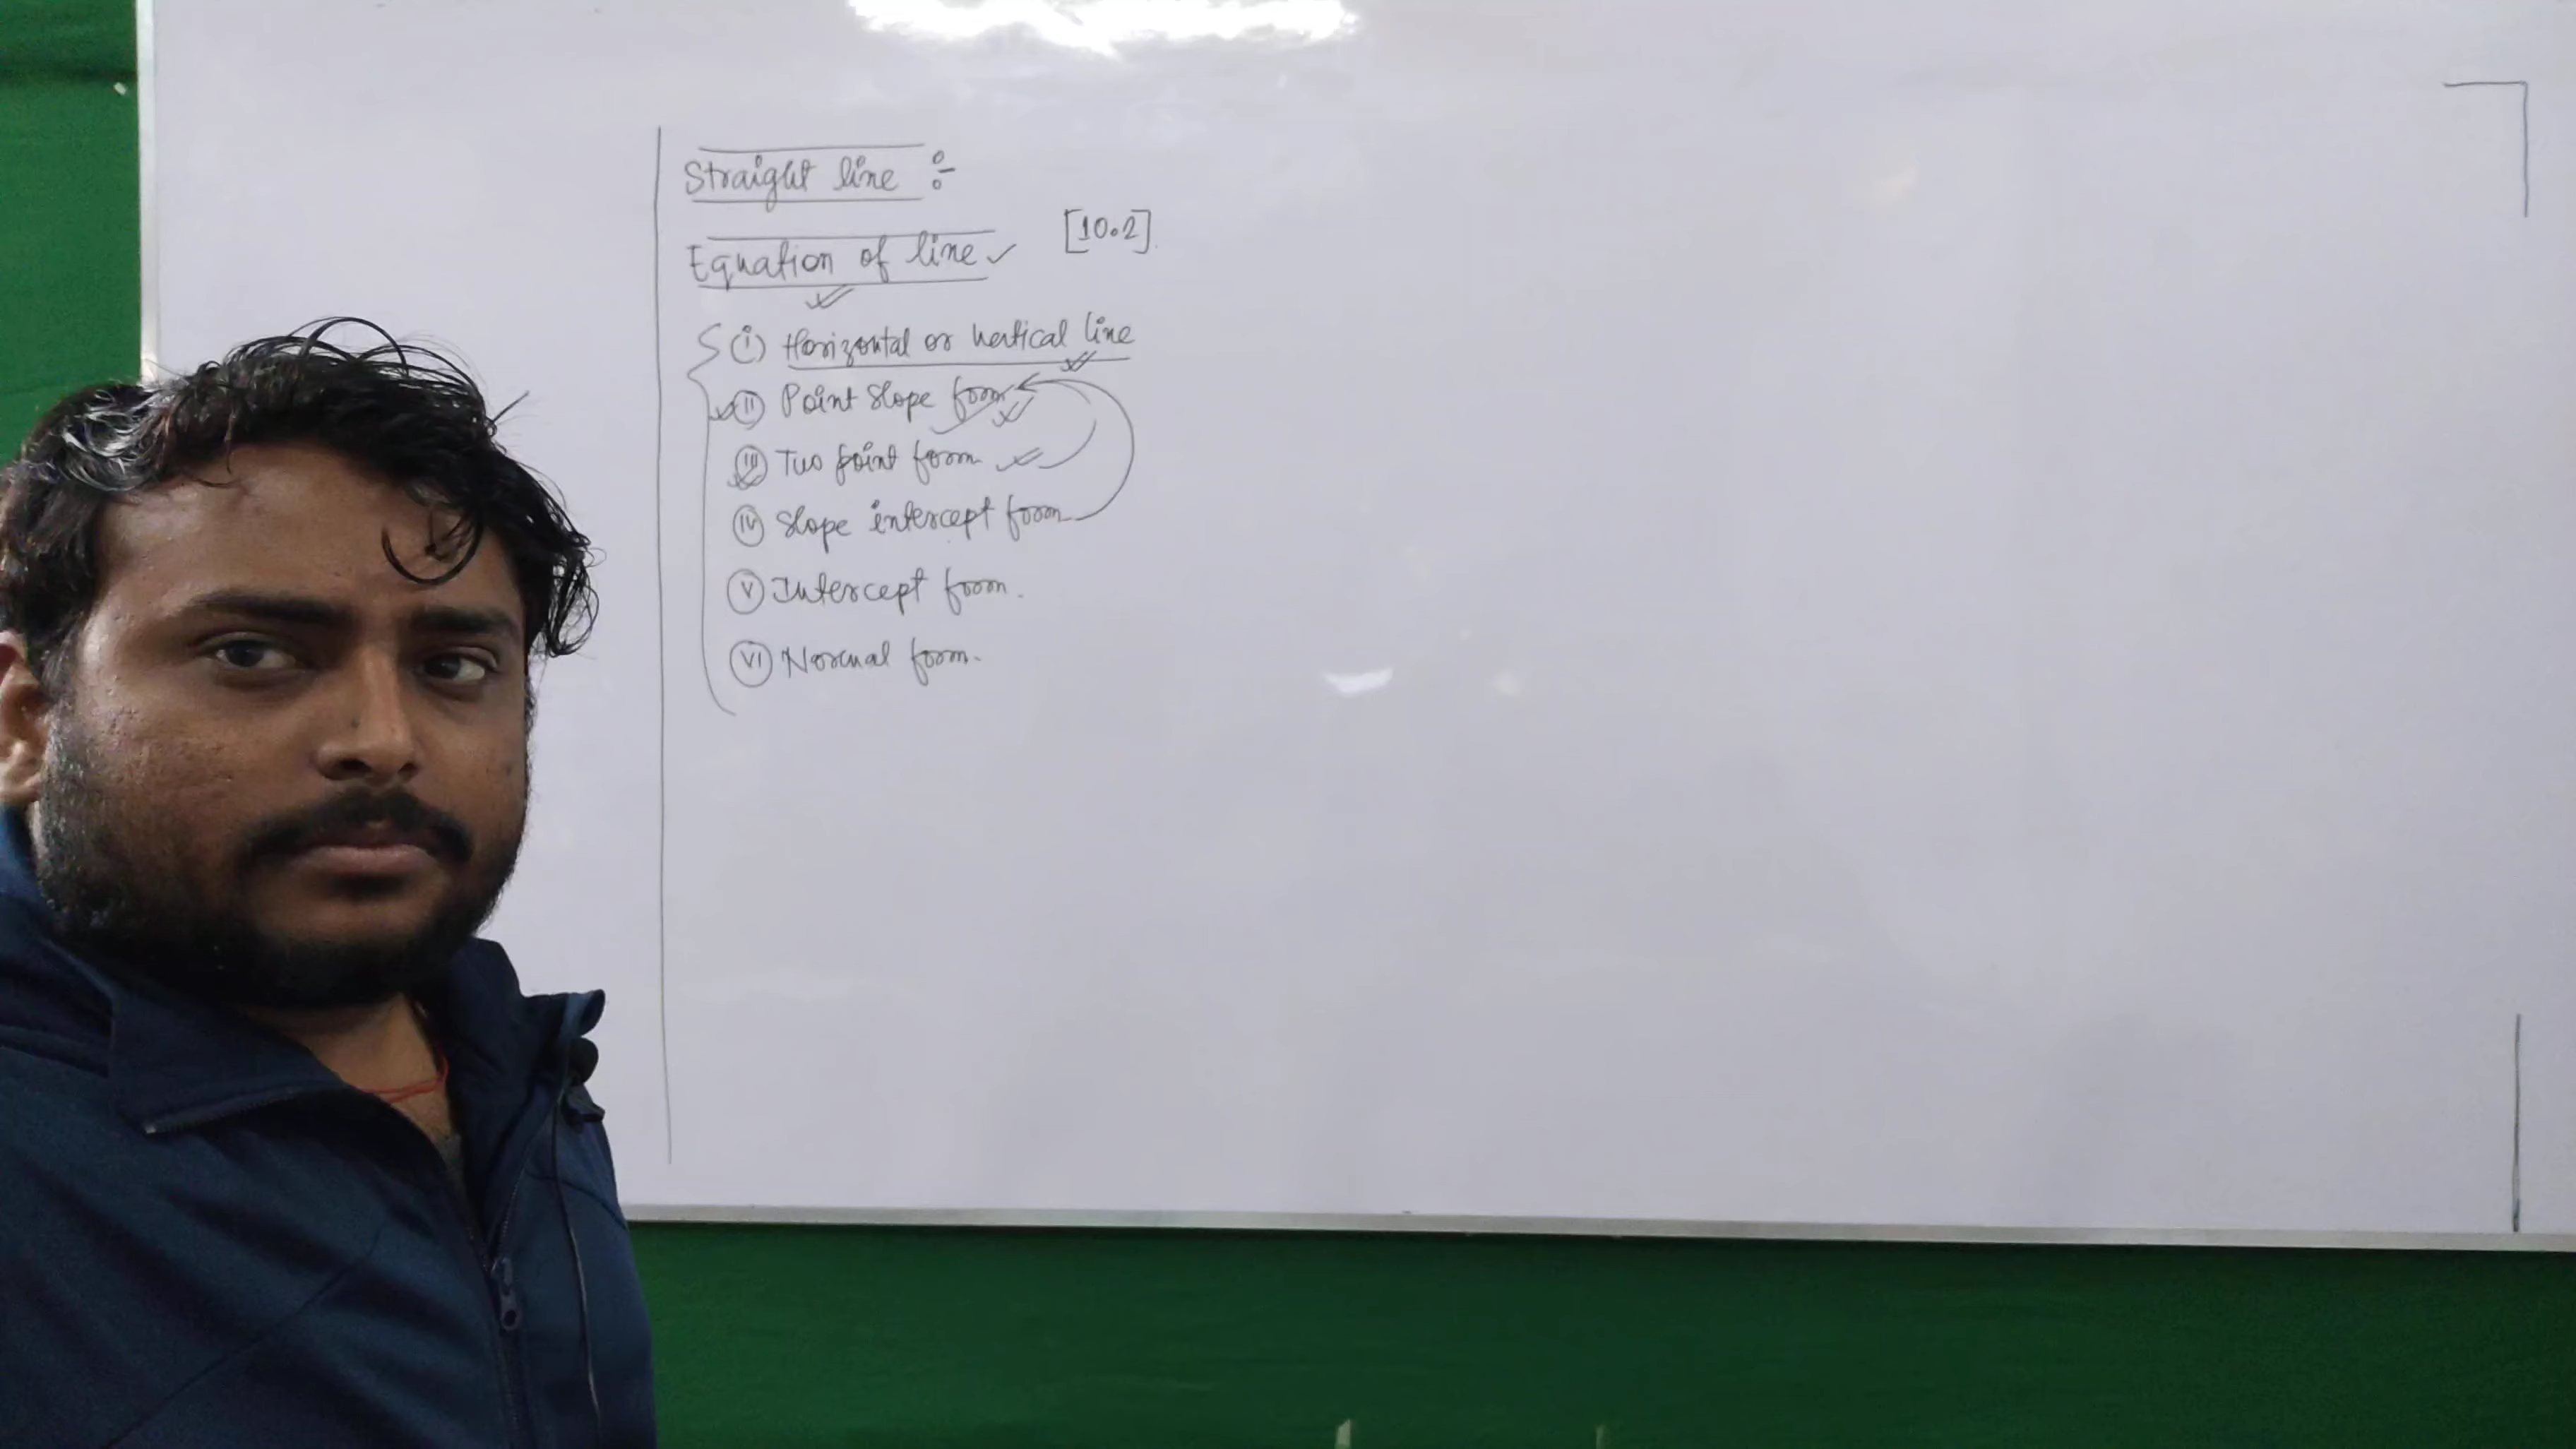 Straight line :-
Equation of line [10.2]
(i) Horizontal or vertical line
(ii) Point Slope form
(iii) Two point form
(iv) Slope intercept form
(v) Intercept form.
(vi) Normal form.